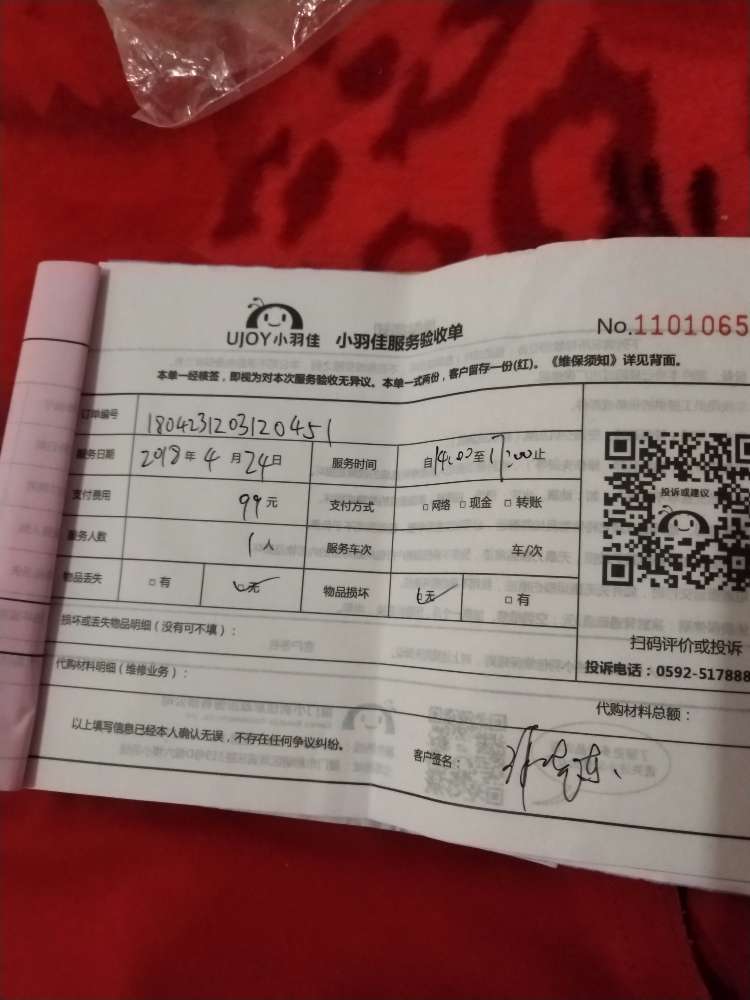 UJOY小羽佳 小羽佳服务验收单
No.1101065
本单一经核签，即视为对本次服务验收无异议。本单一式两份，客户留存一份(红)。《维保须知》详见背面。
订单编号 1804231203120451
服务日期 2018年4月24日 服务时间 自14:00至17:00止
支付费用 99元 支付方式 □网络 □现金 □转账
服务人数 1人 服务车次 车/次
物品丢失 □有 □无 物品损坏 □无 □有
投诉或建议
扫码评价或投诉
投诉电话：0592-517888
损坏或丢失物品明细（没有可不填）：
代购材料明细（维修业务）：
代购材料总额：
以上填写信息已经本人确认无误，不存在任何争议纠纷。
客户签名：